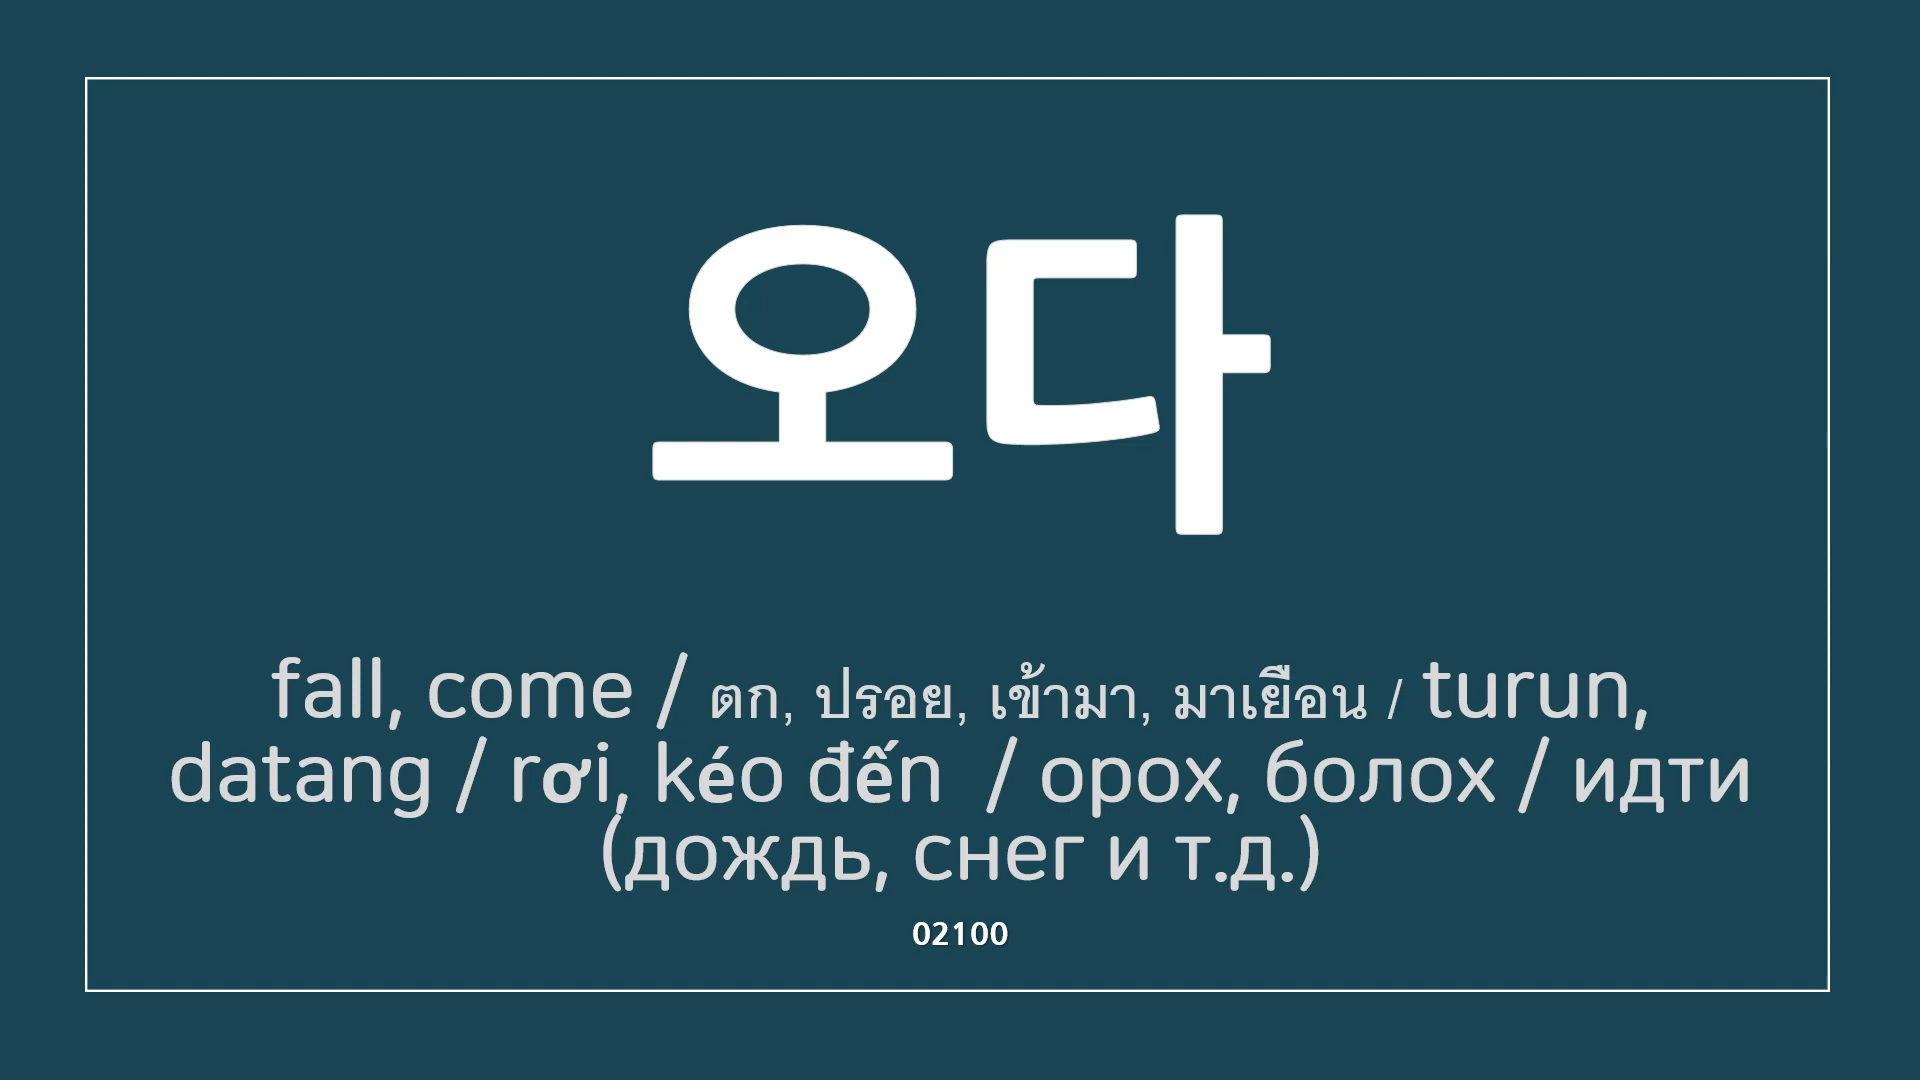 오다
fall, come / ตก, ปรอย, เข้ามา, มาเยือน / turun,
datang / rơi, kéo đến / орох, болох / идти
(дождь, снег и т.д.)
02100